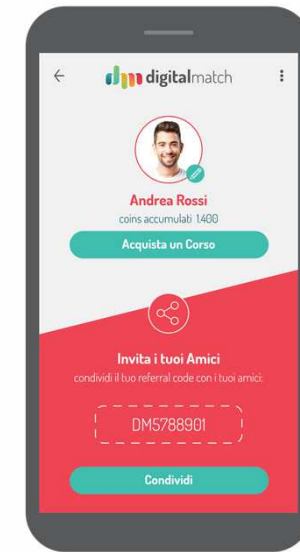 dm digitalmatch
Andrea Rossi
coins accumulati 1.400
Acquista un Corso
Invita i tuoi Amici
condividi il tuo referral code con i tuoi amici:
DM5788901
Condividi